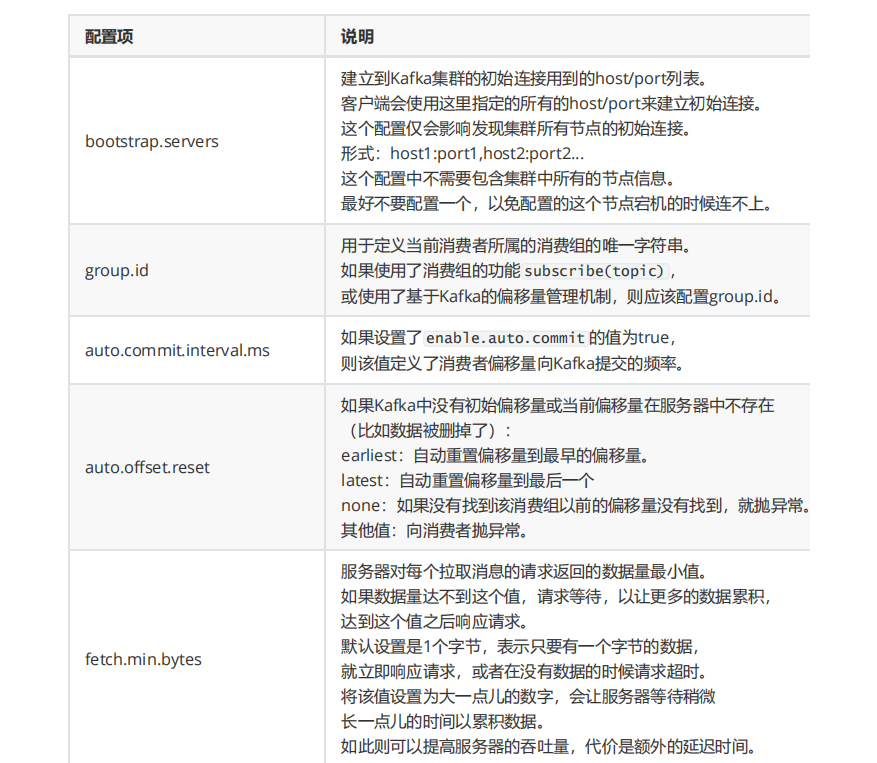 配置项 说明
建立到Kafka集群的初始连接用到的host/port列表。
客户端会使用这里指定的所有的host/port来建立初始连接。
这个配置仅会影响发现集群所有节点的初始连接。
bootstrap.servers
形式：host1:port1,host2:port2...
这个配置中不需要包含集群中所有的节点信息。
最好不要配置一个，以免配置的这个节点宕机的时候连不上。
用于定义当前消费者所属的消费组的唯一字符串。
group.id
如果使用了消费组的功能 subscribe(topic) ，
或使用了基于Kafka的偏移量管理机制，则应该配置group.id。
auto.commit.interval.ms
如果设置了 enable.auto.commit 的值为true，
则该值定义了消费者偏移量向Kafka提交的频率。
如果Kafka中没有初始偏移量或当前偏移量在服务器中不存在
（比如数据被删掉了）：
auto.offset.reset
earliest：自动重置偏移量到最早的偏移量。
latest：自动重置偏移量到最后一个
none：如果没有找到该消费组以前的偏移量没有找到，就抛异常。
其他值：向消费者抛异常。
服务器对每个拉取消息的请求返回的数据量最小值。
如果数据量达不到这个值，请求等待，以让更多的数据累积，
达到这个值之后响应请求。
fetch.min.bytes
默认设置是1个字节，表示只要有一个字节的数据，
就立即响应请求，或者在没有数据的时候请求超时。
将该值设置为大一点儿的数字，会让服务器等待稍微
长一点儿的时间以累积数据。
如此则可以提高服务器的吞吐量，代价是额外的延迟时间。